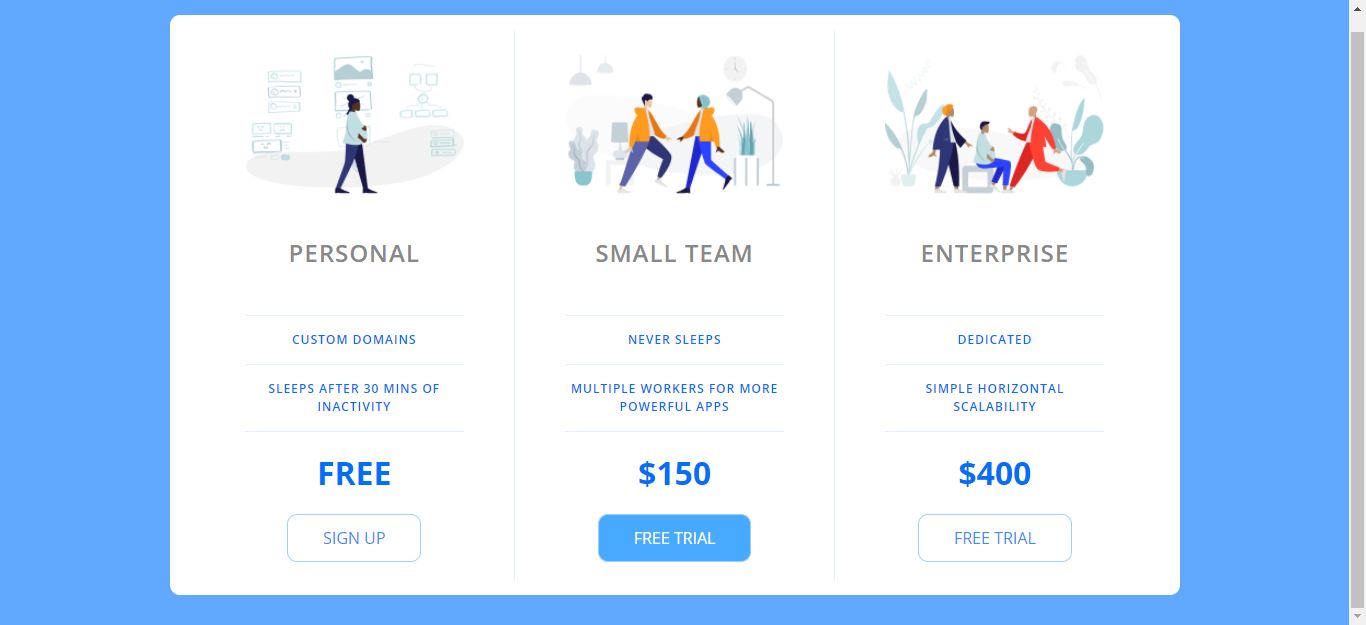 PERSONAL
CUSTOM DOMAINS
SLEEPS AFTER 30 MINS OF
INACTIVITY
FREE
SIGN UP
SMALL TEAM
NEVER SLEEPS
MULTIPLE WORKERS FOR MORE
POWERFUL APPS
$150
FREE TRIAL
ENTERPRISE
DEDICATED
SIMPLE HORIZONTAL
SCALABILITY
$400
FREE TRIAL